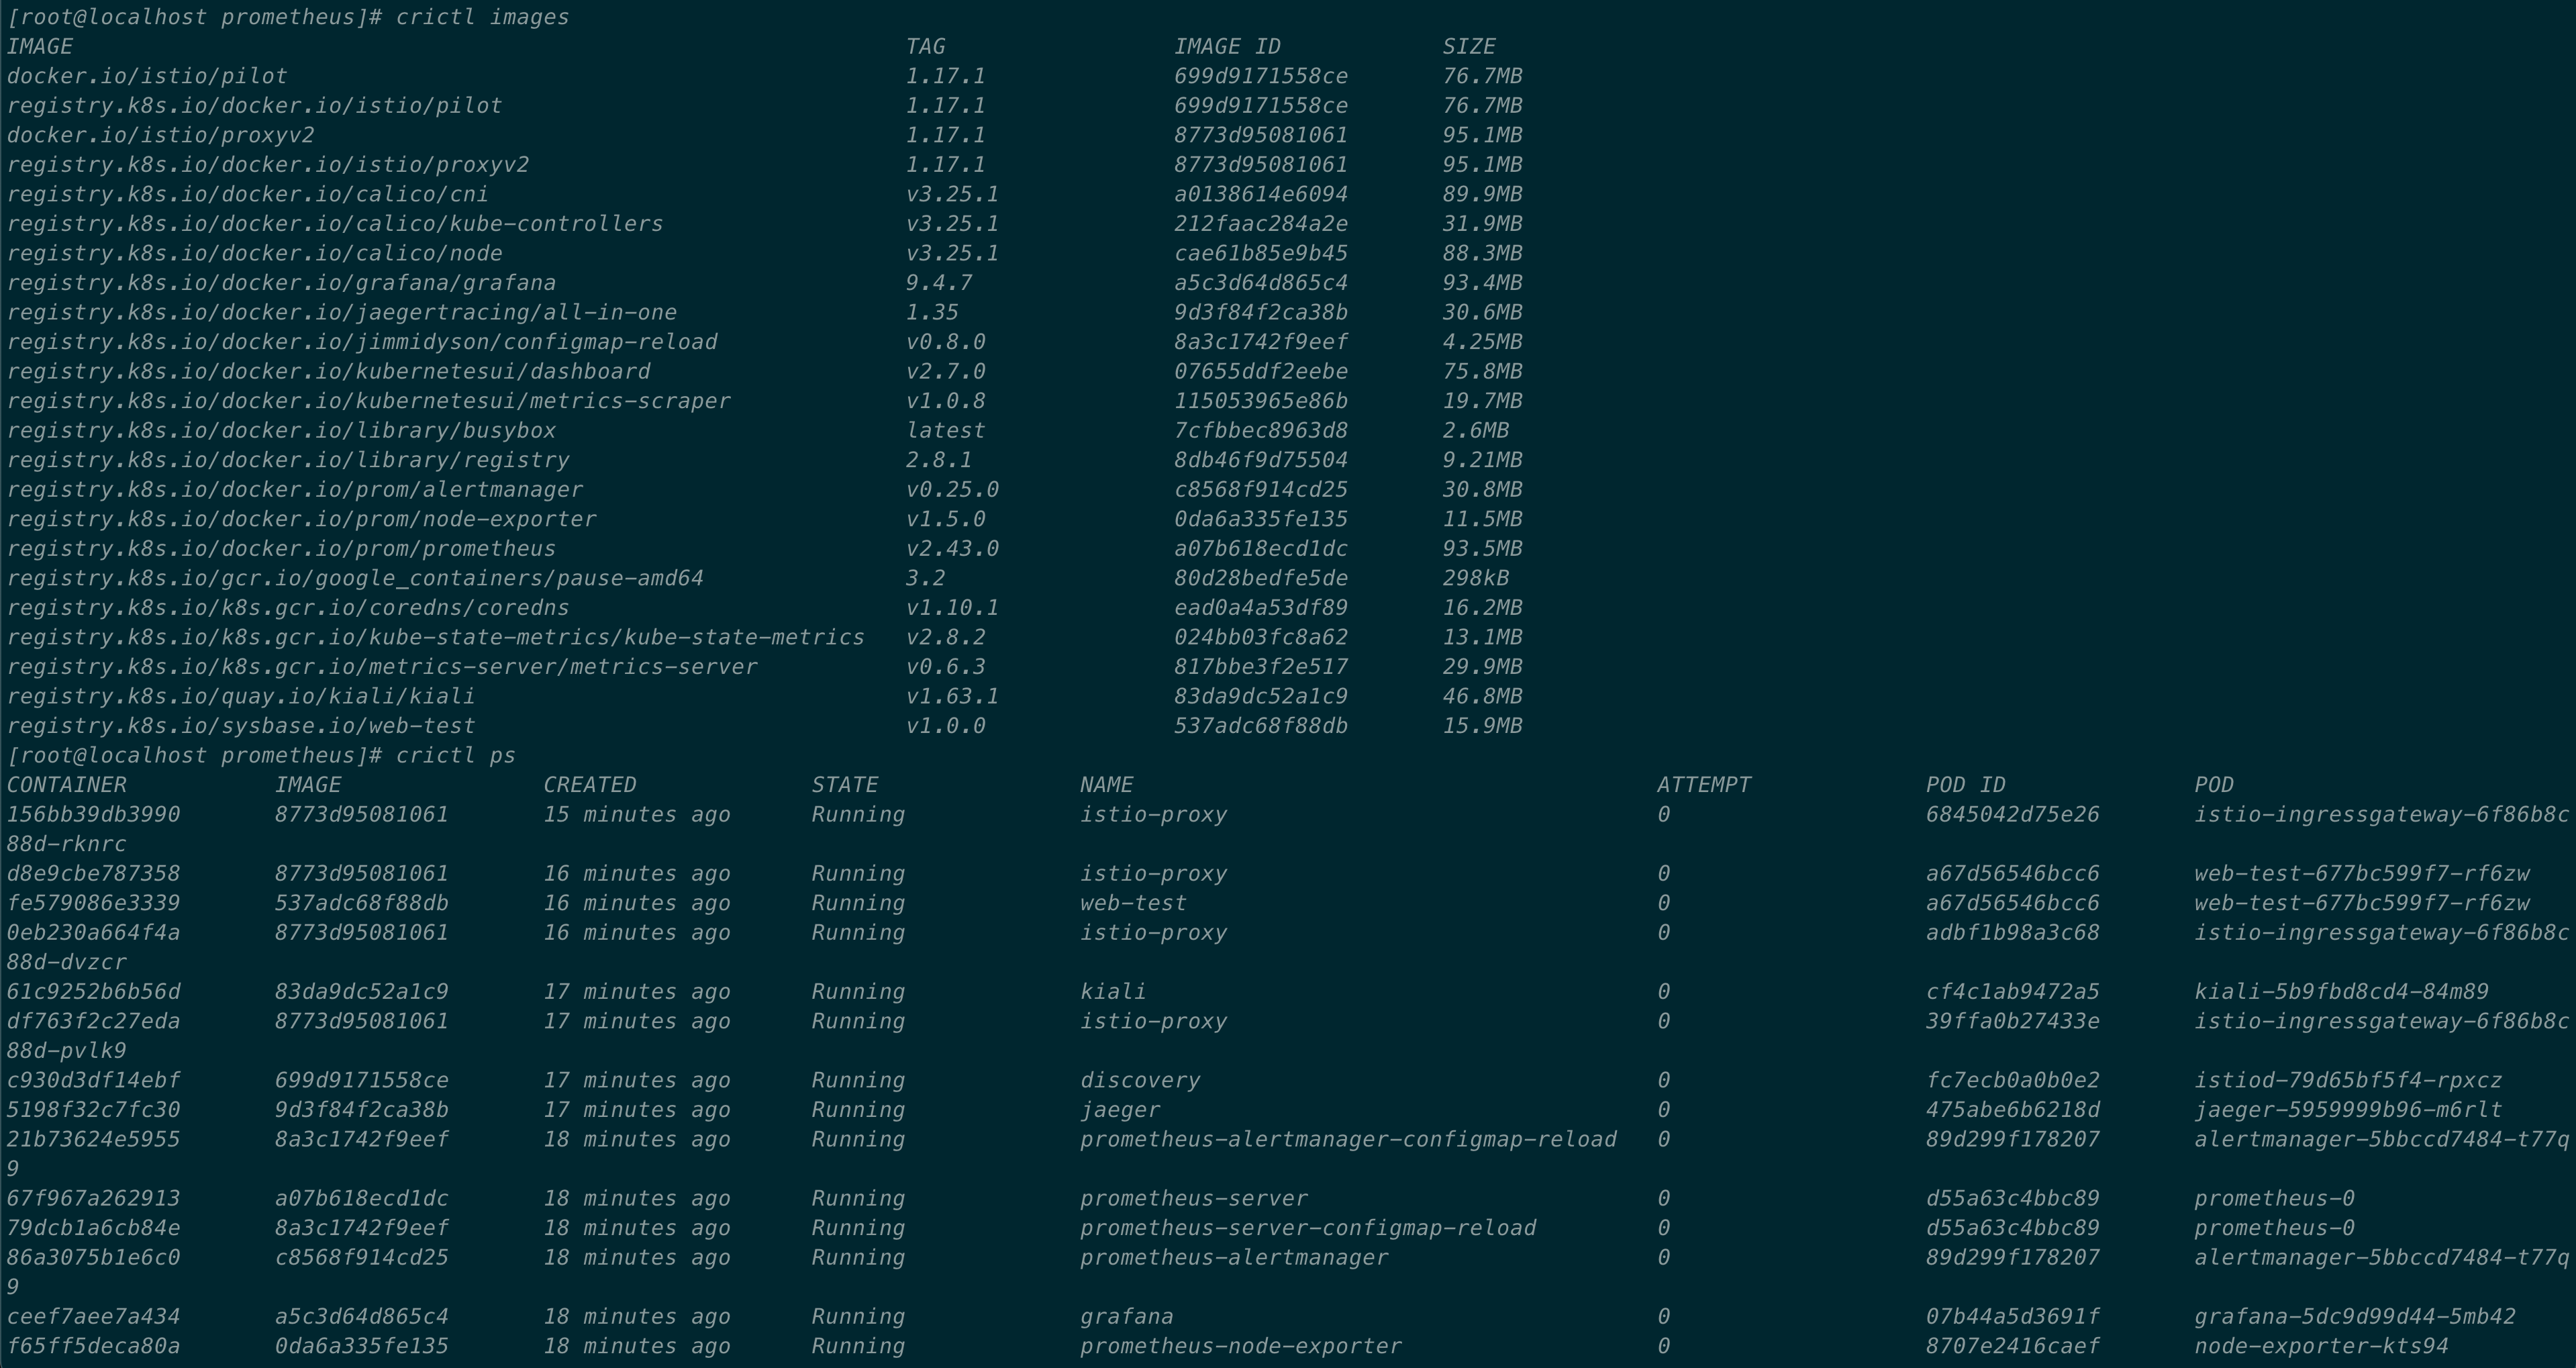 [root@localhost prometheus]# crictl images
IMAGE TAG IMAGE ID SIZE
docker.io/istio/pilot 1.17.1 699d9171558ce 76.7MB
registry.k8s.io/docker.io/istio/pilot 1.17.1 699d9171558ce 76.7MB
docker.io/istio/proxyv2 1.17.1 8773d95081061 95.1MB
registry.k8s.io/docker.io/istio/proxyv2 1.17.1 8773d95081061 95.1MB
registry.k8s.io/docker.io/calico/cni v3.25.1 a0138614e6094 89.9MB
registry.k8s.io/docker.io/calico/kube-controllers v3.25.1 212faac284a2e 31.9MB
registry.k8s.io/docker.io/calico/node v3.25.1 cae61b85e9b45 88.3MB
registry.k8s.io/docker.io/grafana/grafana 9.4.7 a5c3d64d865c4 93.4MB
registry.k8s.io/docker.io/jaegertracing/all-in-one 1.35 9d3f84f2ca38b 30.6MB
registry.k8s.io/docker.io/jimmidyson/configmap-reload v0.8.0 8a3c1742f9eef 4.25MB
registry.k8s.io/docker.io/kubernetesui/dashboard v2.7.0 07655ddf2eebe 75.8MB
registry.k8s.io/docker.io/kubernetesui/metrics-scraper v1.0.8 115053965e86b 19.7MB
registry.k8s.io/docker.io/library/busybox latest 7cfbbec8963d8 2.6MB
registry.k8s.io/docker.io/library/registry 2.8.1 8db46f9d75504 9.21MB
registry.k8s.io/docker.io/prom/alertmanager v0.25.0 c8568f914cd25 30.8MB
registry.k8s.io/docker.io/prom/node-exporter v1.5.0 0da6a335fe135 11.5MB
registry.k8s.io/docker.io/prom/prometheus v2.43.0 a07b618ecd1dc 93.5MB
registry.k8s.io/gcr.io/google_containers/pause-amd64 3.2 80d28bedfe5de 298kB
registry.k8s.io/k8s.gcr.io/coredns/coredns v1.10.1 ead0a4a53df89 16.2MB
registry.k8s.io/k8s.gcr.io/kube-state-metrics/kube-state-metrics v2.8.2 024bb03fc8a62 13.1MB
registry.k8s.io/k8s.gcr.io/metrics-server/metrics-server v0.6.3 817bbe3f2e517 29.9MB
registry.k8s.io/quay.io/kiali/kiali v1.63.1 83da9dc52a1c9 46.8MB
registry.k8s.io/sysbase.io/web-test v1.0.0 537adc68f88db 15.9MB
[root@localhost prometheus]# crictl ps
CONTAINER IMAGE CREATED STATE NAME ATTEMPT POD ID POD
156bb39db3990 8773d95081061 15 minutes ago Running istio-proxy 0 6845042d75e26 istio-ingressgateway-6f86b8c
88d-rknrc
d8e9cbe787358 8773d95081061 16 minutes ago Running istio-proxy 0 a67d56546bcc6 web-test-677bc599f7-rf6zw
fe579086e3339 537adc68f88db 16 minutes ago Running web-test 0 a67d56546bcc6 web-test-677bc599f7-rf6zw
0eb230a664f4a 8773d95081061 16 minutes ago Running istio-proxy 0 adbf1b98a3c68 istio-ingressgateway-6f86b8c
88d-dvzcr
61c9252b6b56d 83da9dc52a1c9 17 minutes ago Running kiali 0 cf4c1ab9472a5 kiali-5b9fbd8cd4-84m89
df763f2c27eda 8773d95081061 17 minutes ago Running istio-proxy 0 39ffa0b27433e istio-ingressgateway-6f86b8c
88d-pvlk9
c930d3df14ebf 699d9171558ce 17 minutes ago Running discovery 0 fc7ecb0a0b0e2 istiod-79d65bf5f4-rpxcz
5198f32c7fc30 9d3f84f2ca38b 17 minutes ago Running jaeger 0 475abe6b6218d jaeger-5959999b96-m6rlt
21b73624e5955 8a3c1742f9eef 18 minutes ago Running prometheus-alertmanager-configmap-reload 0 89d299f178207 alertmanager-5bbccd7484-t77q
9
67f967a262913 a07b618ecd1dc 18 minutes ago Running prometheus-server 0 d55a63c4bbc89 prometheus-0
79dcb1a6cb84e 8a3c1742f9eef 18 minutes ago Running prometheus-server-configmap-reload 0 d55a63c4bbc89 prometheus-0
86a3075b1e6c0 c8568f914cd25 18 minutes ago Running prometheus-alertmanager 0 89d299f178207 alertmanager-5bbccd7484-t77q
9
ceef7aee7a434 a5c3d64d865c4 18 minutes ago Running grafana 0 07b44a5d3691f grafana-5dc9d99d44-5mb42
f65ff5deca80a 0da6a335fe135 18 minutes ago Running prometheus-node-exporter 0 8707e2416caef node-exporter-kts94